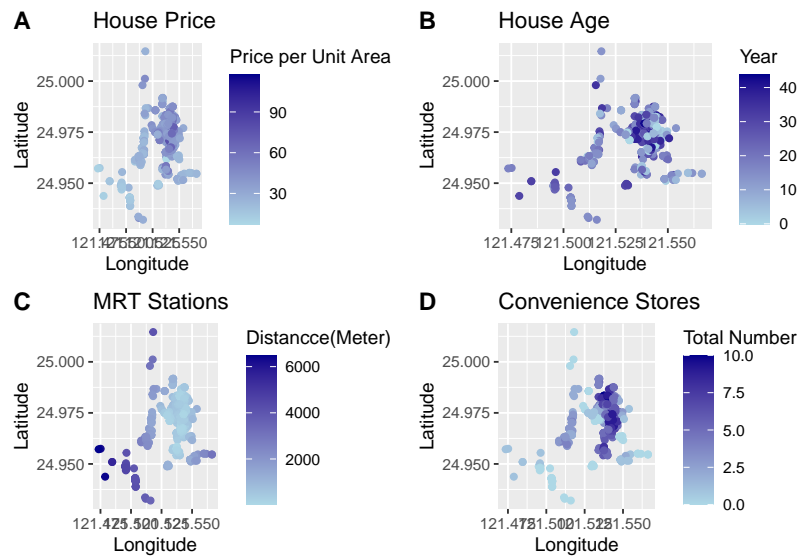 A House Price
Price per Unit Area
90
60
30
25.000
24.975
24.950
Latitude
Longitude
B House Age
Year
40
30
20
10
0
25.000
24.975
24.950
Latitude
121.475 121.500 121.525 121.550
Longitude
C MRT Stations
Distancce(Meter)
6000
4000
2000
25.000
24.975
24.950
Latitude
Longitude
D Convenience Stores
Total Number
10.0
7.5
5.0
2.5
0.0
25.000
24.975
24.950
Latitude
Longitude